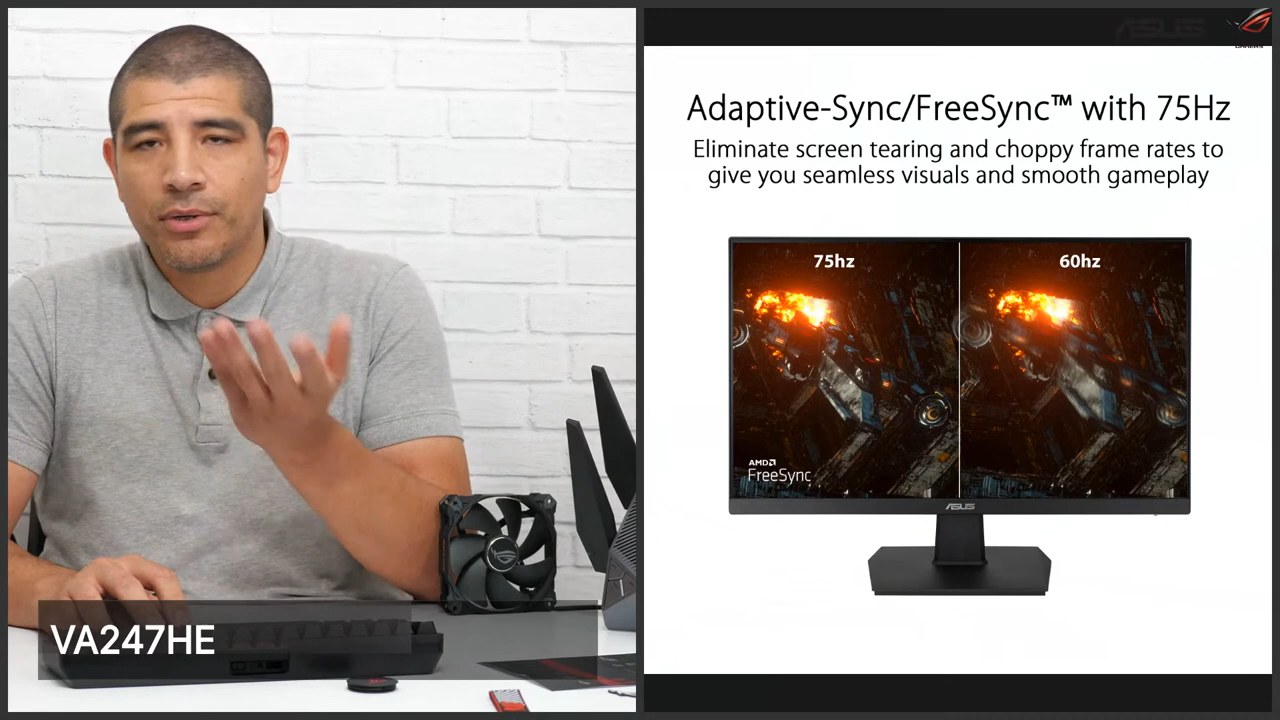 VA247HE
ASUS
Adaptive-Sync/FreeSync™ with 75Hz
Eliminate screen tearing and choppy frame rates to
give you seamless visuals and smooth gameplay
75hz
60hz
AMD
FreeSync
ASUS